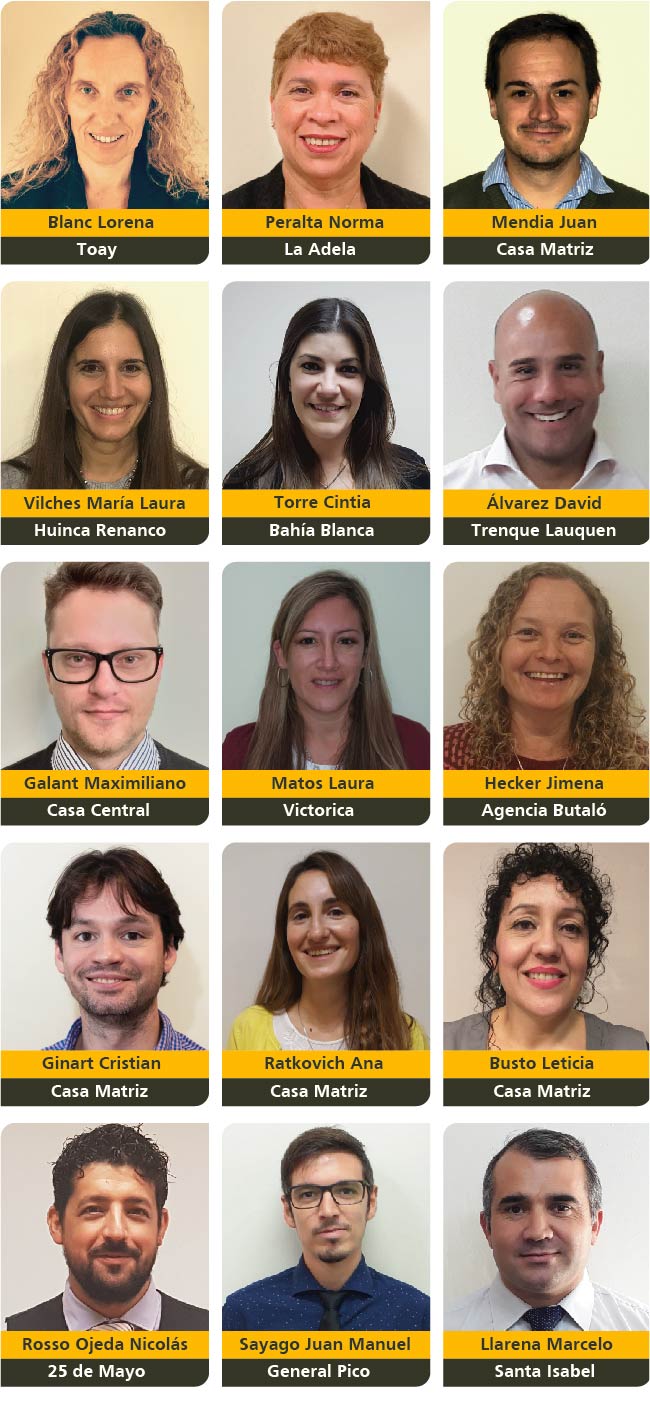 Blanc Lorena
Toay
Peralta Norma
La Adela
Mendia Juan
Casa Matriz
Vilches María Laura
Huinca Renanco
Torre Cintia
Bahía Blanca
Álvarez David
Trenque Lauquen
Galant Maximiliano
Casa Central
Matos Laura
Victorica
Hecker Jimena
Agencia Butaló
Ginart Cristian
Casa Matriz
Ratkovich Ana
Casa Matriz
Busto Leticia
Casa Matriz
Rosso Ojeda Nicolás
25 de Mayo
Sayago Juan Manuel
General Pico
Llarena Marcelo
Santa Isabel